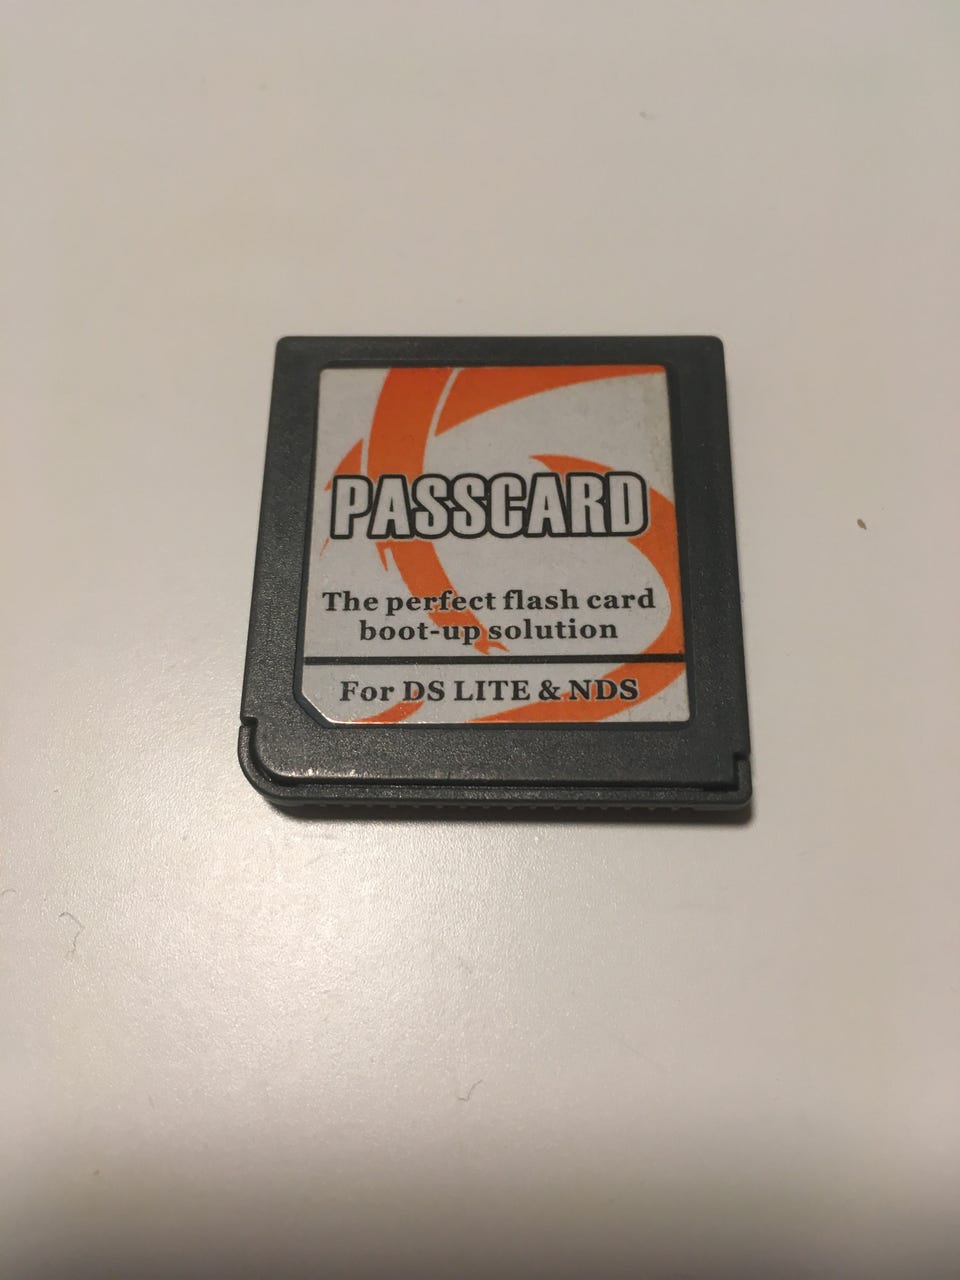 PASSCARD
The perfect flash card
boot-up solution
For DS LITE & NDS